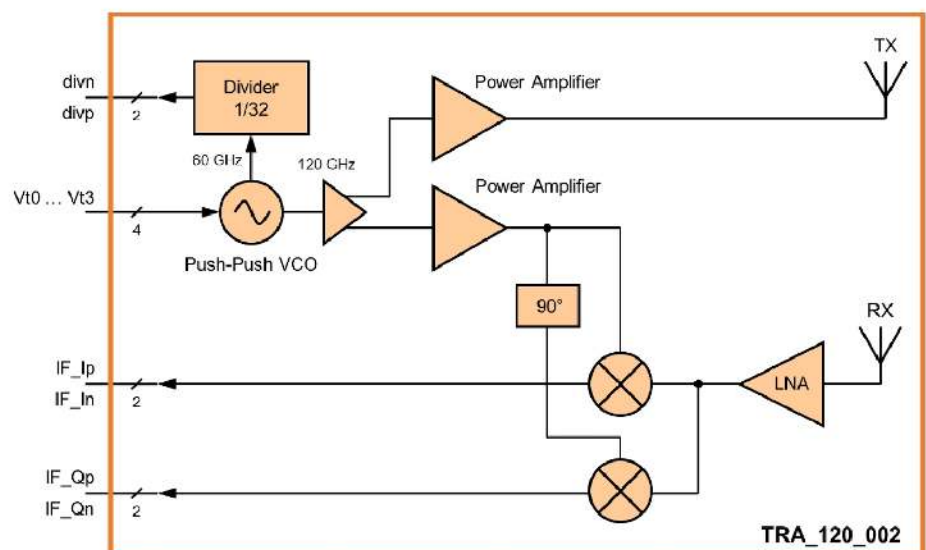 TX
divn
divp
2
Divider
1/32
Power Amplifier
60 GHz
120 GHz
Vt0 ... Vt3
4
Push-Push VCO
Power Amplifier
90°
RX
IF_Ip
IF_In
2
LNA
IF_Qp
IF_Qn
2
TRA_120_002